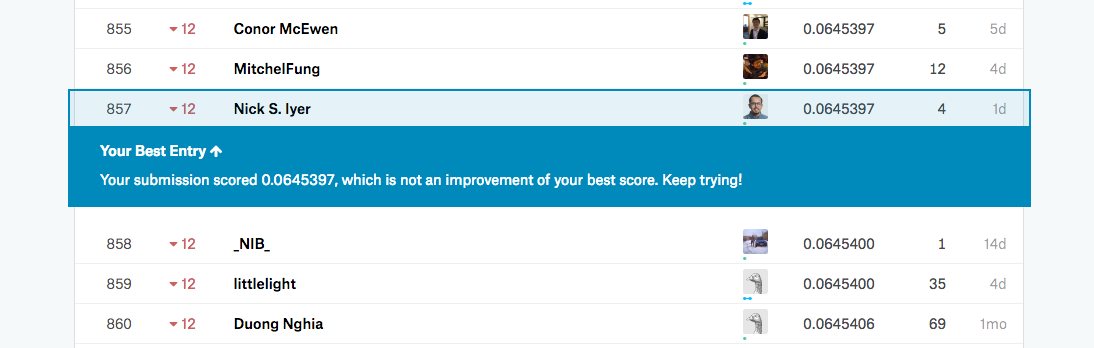 855 12 Conor McEwen 0.0645397 5 5d
856 12 MitchelFung 0.0645397 12 4d
857 12 Nick S. Iyer 0.0645397 4 1d
Your Best Entry ↑
Your submission scored 0.0645397, which is not an improvement of your best score. Keep trying!
858 12 _NIB_ 0.0645400 1 14d
859 12 littlelight 0.0645400 35 4d
860 12 Duong Nghia 0.0645406 69 1mo